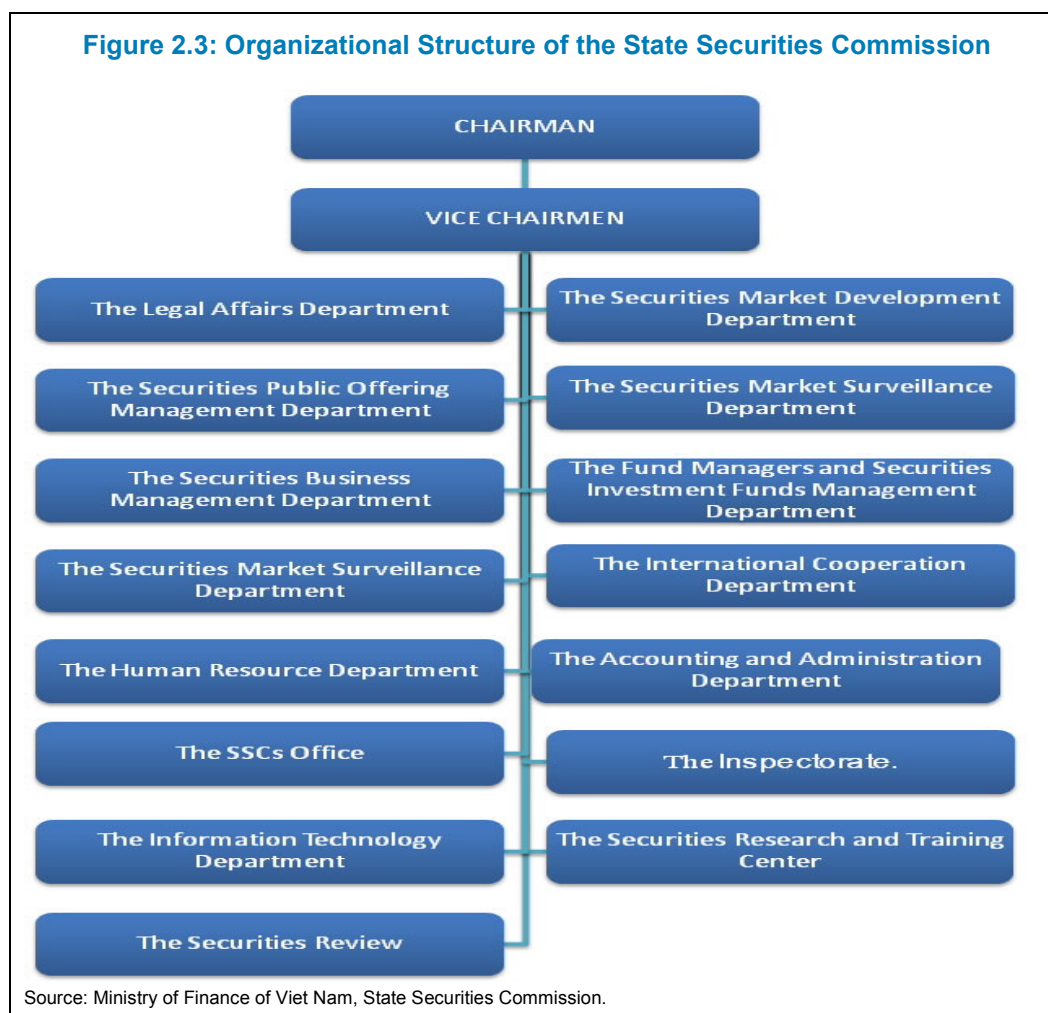 Figure 2.3: Organizational Structure of the State Securities Commission
CHAIRMAN
VICE CHAIRMEN
The Legal Affairs Department
The Securities Market Development
Department
The Securities Public Offering
Management Department
The Securities Market Surveillance
Department
The Securities Business
Management Department
The Fund Managers and Securities
Investment Funds Management
Department
The Securities Market Surveillance
Department
The International Cooperation
Department
The Human Resource Department
The Accounting and Administration
Department
The SSCs Office
The Inspectorate.
The Information Technology
Department
The Securities Research and Training
Center
The Securities Review
Source: Ministry of Finance of Viet Nam, State Securities Commission.